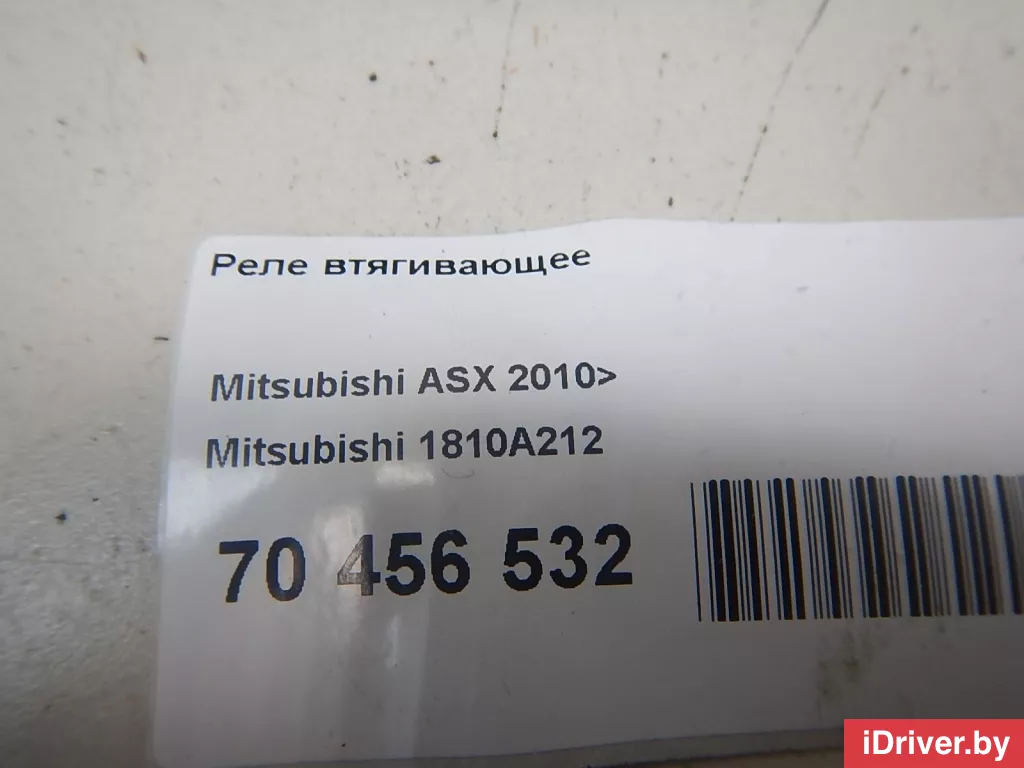 Реле втягивающее
Mitsubishi ASX 2010>
Mitsubishi 1810A212
70 456 532
iDriver.by